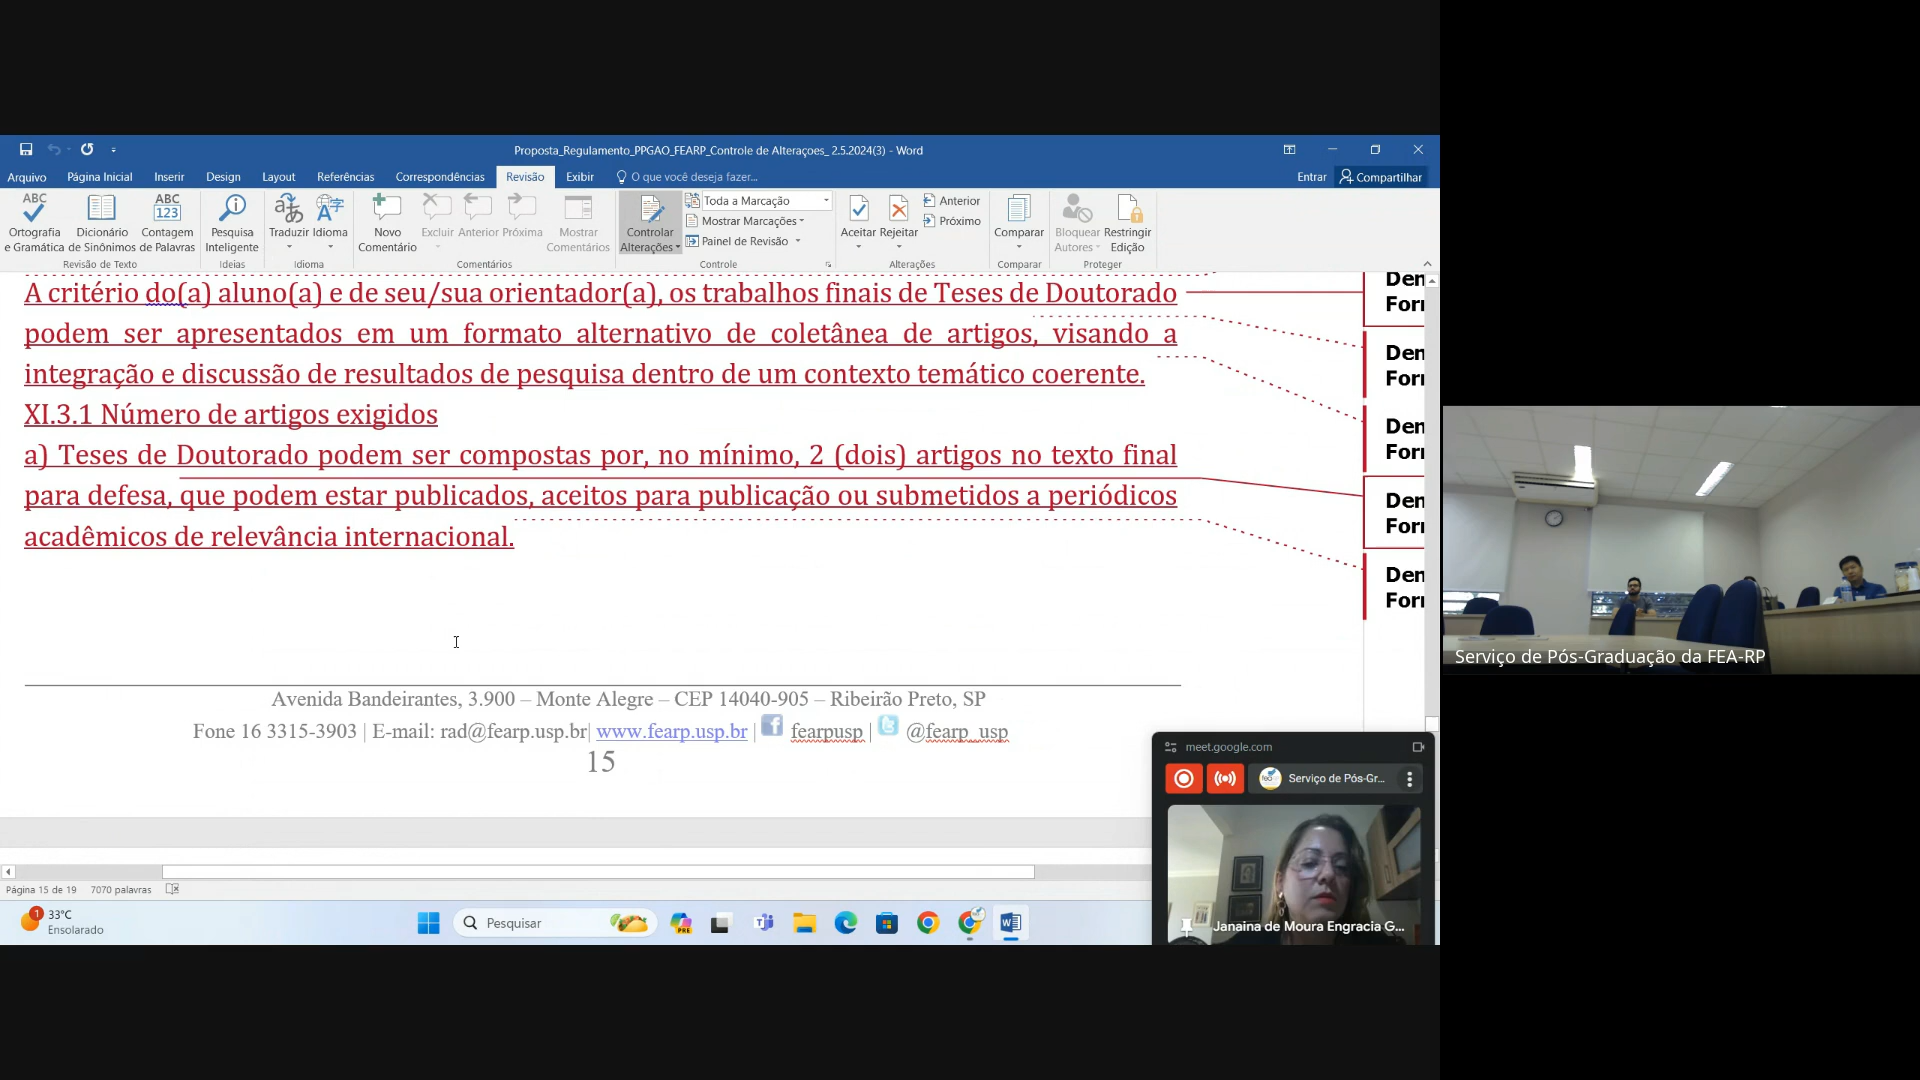 Proposta_Regulamento_PPGAO_FEARP_Controle de Alteraçoes_ 2.5.2024(3) - Word
Arquivo Página Inicial Inserir Design Layout Referências Correspondências Revisão Exibir O que você deseja fazer... Entrar Compartilhar
ABC Ortografia e Gramática
Dicionário de Sinônimos
ABC 123 Contagem de Palavras
Pesquisa Inteligente
Traduzir
Idioma
Novo Comentário
Excluir
Anterior
Próxima
Mostrar Comentários
Controlar Alterações
Toda a Marcação
Mostrar Marcações
Painel de Revisão
Aceitar
Rejeitar
Anterior
Próximo
Comparar
Bloquear Autores
Restringir Edição
Revisão de Texto Ideias Idioma Comentários Controle Alterações Comparar Proteger
A critério do(a) aluno(a) e de seu/sua orientador(a), os trabalhos finais de Teses de Doutorado
podem ser apresentados em um formato alternativo de coletânea de artigos, visando a
integração e discussão de resultados de pesquisa dentro de um contexto temático coerente.
XI.3.1 Número de artigos exigidos
a) Teses de Doutorado podem ser compostas por, no mínimo, 2 (dois) artigos no texto final
para defesa, que podem estar publicados, aceitos para publicação ou submetidos a periódicos
acadêmicos de relevância internacional.
Avenida Bandeirantes, 3.900 – Monte Alegre – CEP 14040-905 – Ribeirão Preto, SP
Fone 16 3315-3903 | E-mail: rad@fearp.usp.br| www.fearp.usp.br | fearpusp | @fearp_usp
15
Página 15 de 19 7070 palavras
meet.google.com
Serviço de Pós-Gr...
Janaina de Moura Engracia G...
1
33°C
Ensolarado
Pesquisar
PRE
Serviço de Pós-Graduação da FEA-RP